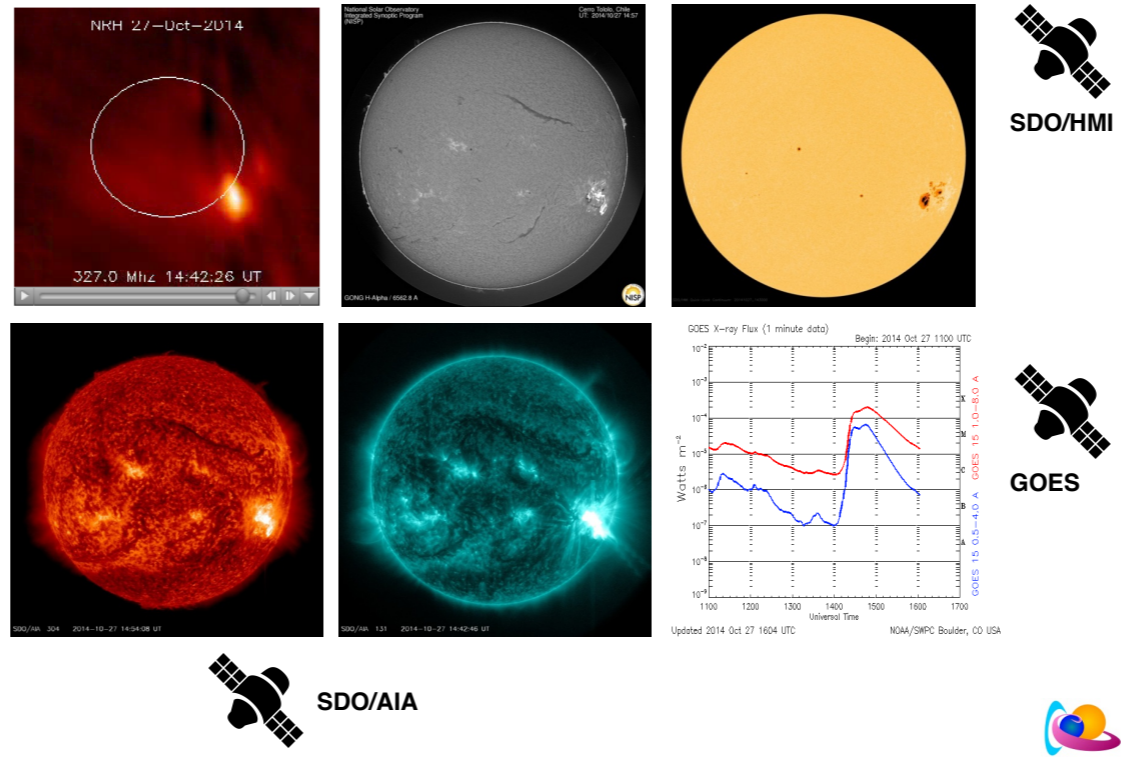 NRH 27-Oct-2014
327.0 Mhz 14:42:26 UT
National Solar Observatory
Integrated Synoptic Program
(NISP)
Cerro Tololo, Chile
UT: 2014/10/27 14:57
GONG H-Alpha / 6562.8 A
NISP
SDO/HMI
SDO/AIA 304 2014-10-27 14:54:08 UT
SDO/AIA 131 2014-10-27 14:42:46 UT
GOES X-ray Flux (1 minute data)
Begin: 2014 Oct 27 1100 UTC
10-2
10-3
10-4
10-5
10-6
10-7
10-8
10-9
Watts m-2
X
M
C
B
A
GOES 15 1.0-8.0 A
GOES 15 0.5-4.0 A
1100 1200 1300 1400 1500 1600 1700
Universal Time
Updated 2014 Oct 27 1604 UTC
NOAA/SWPC Boulder, CO USA
GOES
SDO/AIA